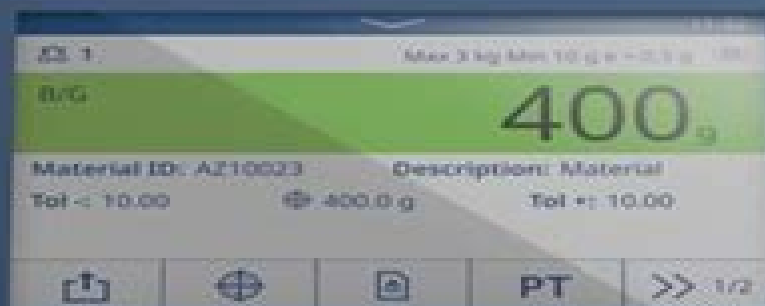 1 Max 3 kg Min 10 g e = 0,5 g
B/G
400 g
Material ID: AZ10023 Description: Material
Tol -: 10.00 400.0 g Tol +: 10.00
PT >> 1/2